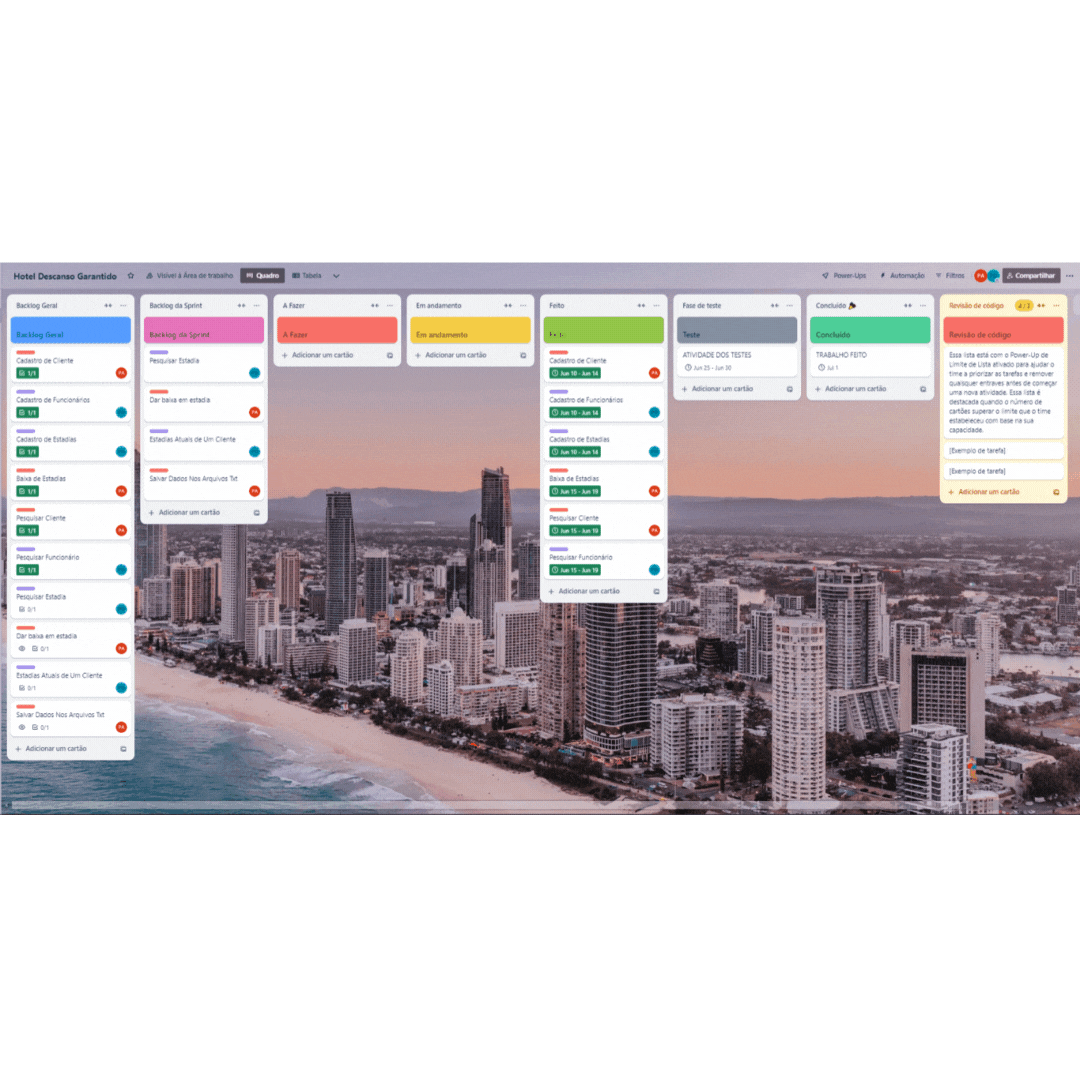 Hotel Descanso Garantido
Visível à Área de trabalho
Quadro
Tabela
Power-Ups
Automação
Filtros
PA
Compartilhar
Backlog Geral
Backlog Geral
Cadastro de Cliente
1/1
PA
Cadastro de Funcionários
1/1
Cadastro de Estadias
1/1
Baixa de Estadias
1/1
PA
Pesquisar Cliente
1/1
PA
Pesquisar Funcionário
1/1
Pesquisar Estadia
0/1
Dar baixa em estadia
0/1
PA
Estadias Atuais de Um Cliente
0/1
Salvar Dados Nos Arquivos Txt
0/1
PA
+ Adicionar um cartão
Backlog da Sprint
Backlog da Sprint
Pesquisar Estadia
Dar baixa em estadia
PA
Estadias Atuais de Um Cliente
Salvar Dados Nos Arquivos Txt
PA
+ Adicionar um cartão
A Fazer
A Fazer
+ Adicionar um cartão
Em andamento
Em andamento
+ Adicionar um cartão
Feito
Cadastro de Cliente
Jun 10 - Jun 14
PA
Cadastro de Funcionários
Jun 10 - Jun 14
Cadastro de Estadias
Jun 10 - Jun 14
Baixa de Estadias
Jun 15 - Jun 19
PA
Pesquisar Cliente
Jun 15 - Jun 19
PA
Pesquisar Funcionário
Jun 15 - Jun 19
+ Adicionar um cartão
Fase de teste
Teste
ATIVIDADE DOS TESTES
Jun 25 - Jun 30
+ Adicionar um cartão
Concluído
Concluído
TRABALHO FEITO
Jul 1
+ Adicionar um cartão
Revisão de código
Revisão de código
Essa lista está com o Power-Up de
Limite de Lista ativado para ajudar o
time a priorizar as tarefas e remover
quaisquer entraves antes de começar
uma nova atividade. Essa lista é
destacada quando o número de
cartões superar o limite que o time
estabeleceu com base na sua
capacidade.
[Exemplo de tarefa]
[Exemplo de tarefa]
+ Adicionar um cartão